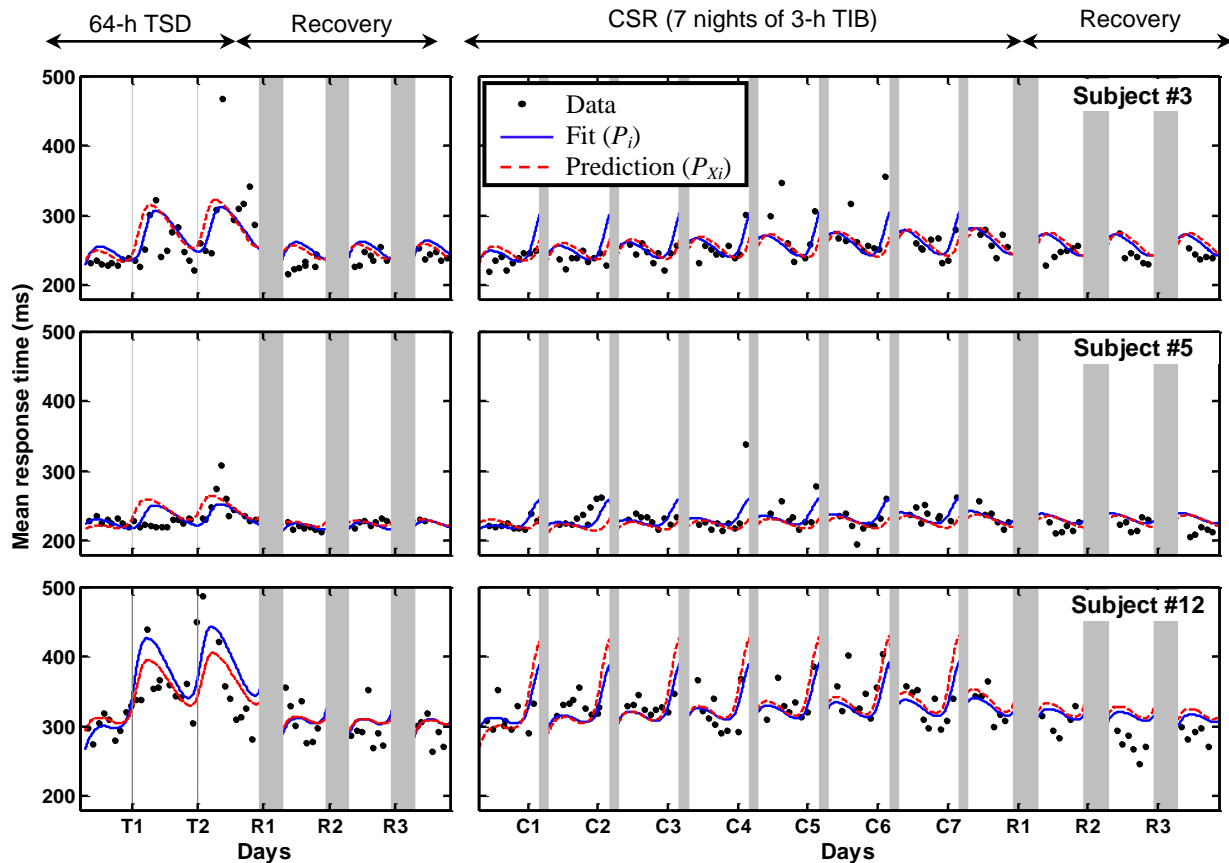 64-h TSD
Recovery
CSR (7 nights of 3-h TIB)
Recovery
Mean response time (ms)
500
400
300
200
Data
Fit (Pi)
Prediction (PXi)
Subject #3
500
400
300
200
Subject #5
500
400
300
200
Subject #12
T1 T2 R1 R2 R3
C1 C2 C3 C4 C5 C6 C7 R1 R2 R3
Days
Days